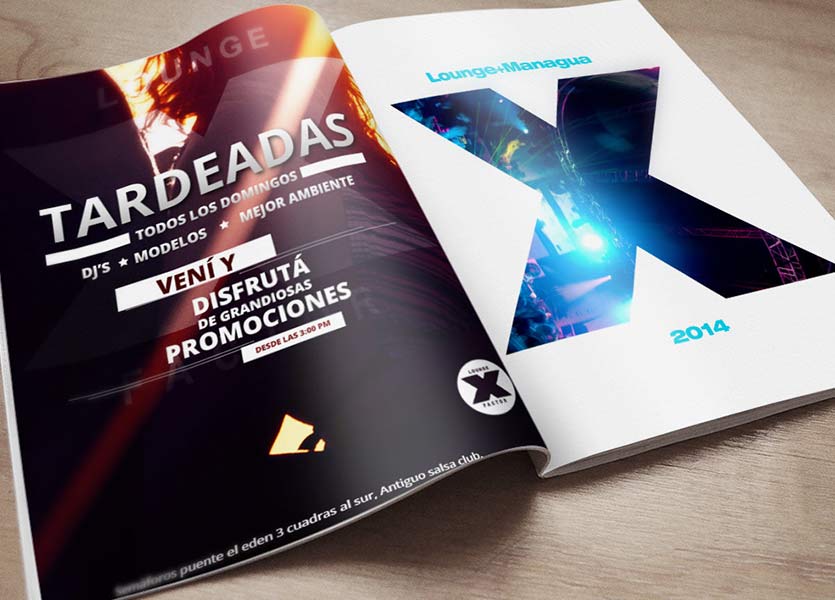 LOUNGE
TARDEADAS
TODOS LOS DOMINGOS
DJ'S ★ MODELOS ★ MEJOR AMBIENTE
VENÍ Y
DISFRUTÁ
DE GRANDIOSAS
PROMOCIONES
DESDE LAS 3:00 PM
LOUNGE
X
FACTOR
Semaforos puente el eden 3 cuadras al sur, Antiguo salsa club.
Lounge+Managua
X
2014